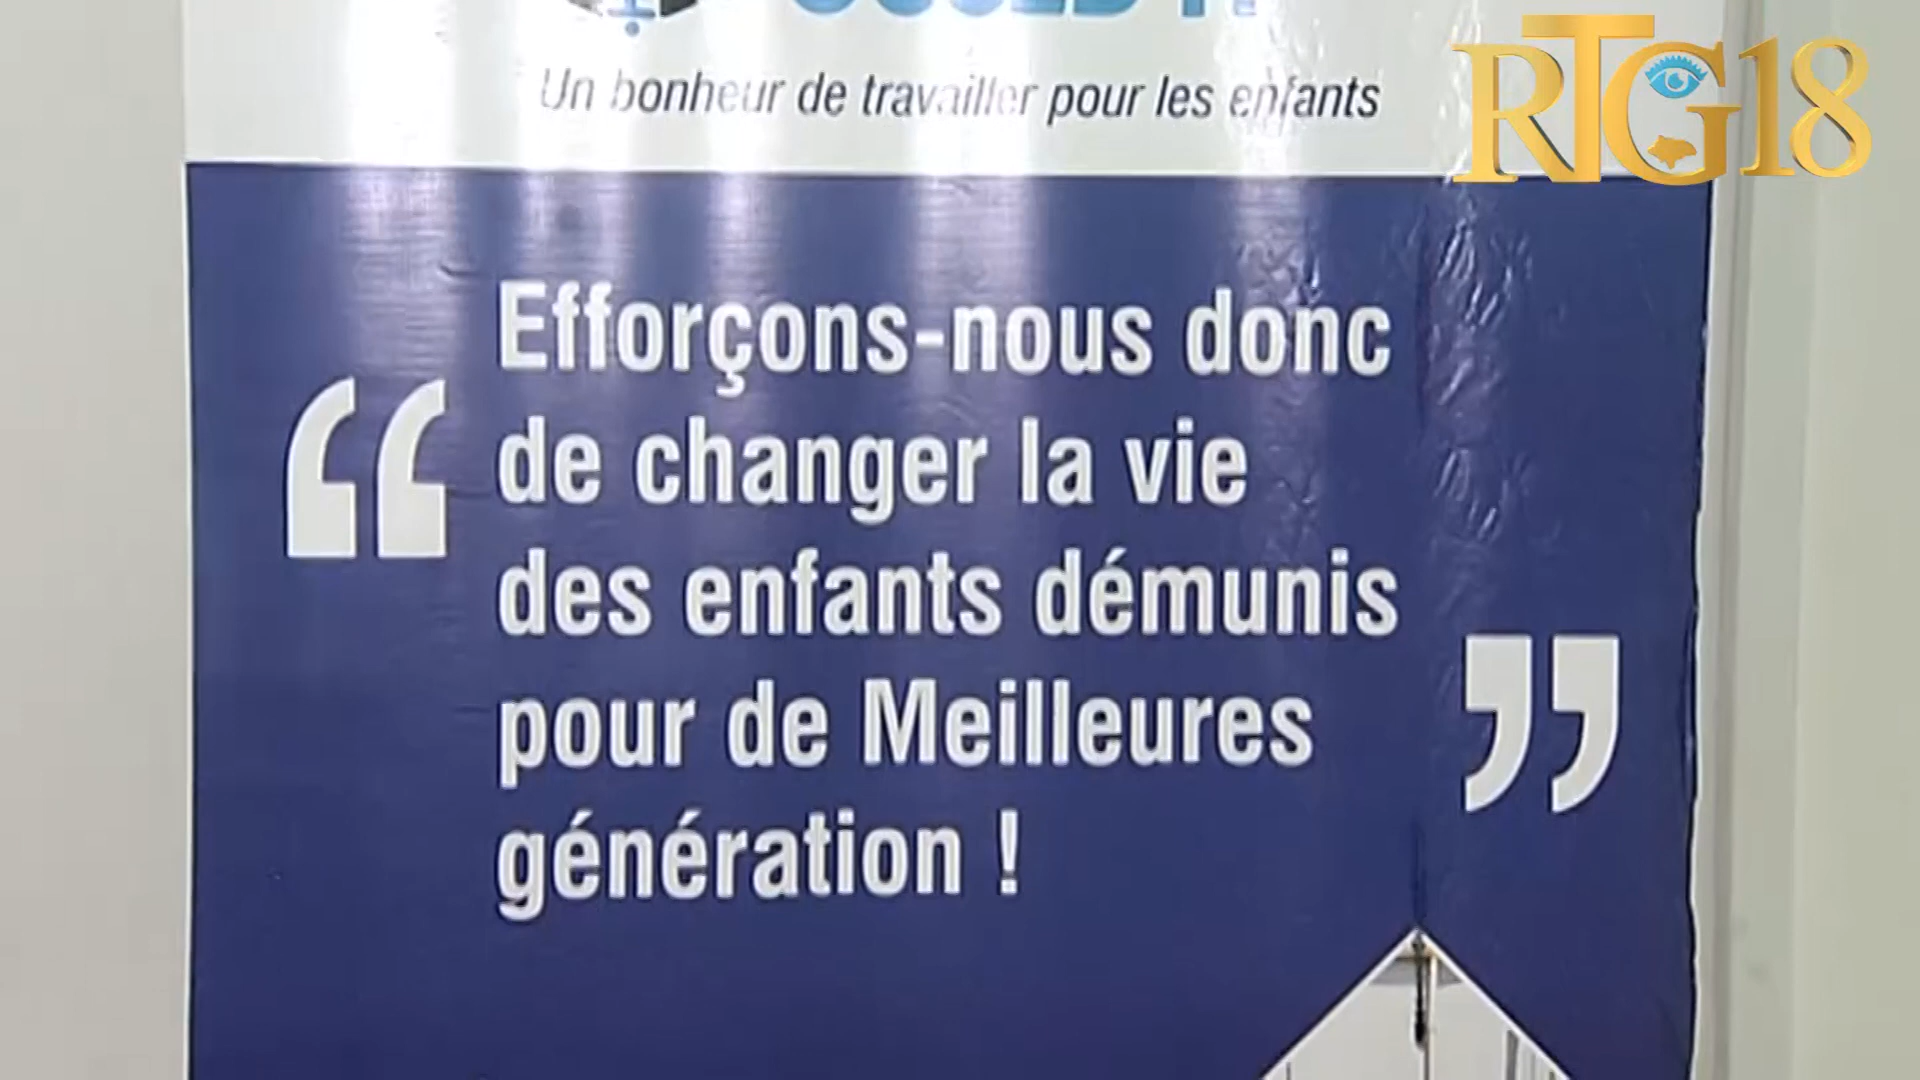 Un bonheur de travailler pour les enfants
RTG18
“ Efforçons-nous donc
de changer la vie
des enfants démunis
pour de Meilleures
génération ! ”